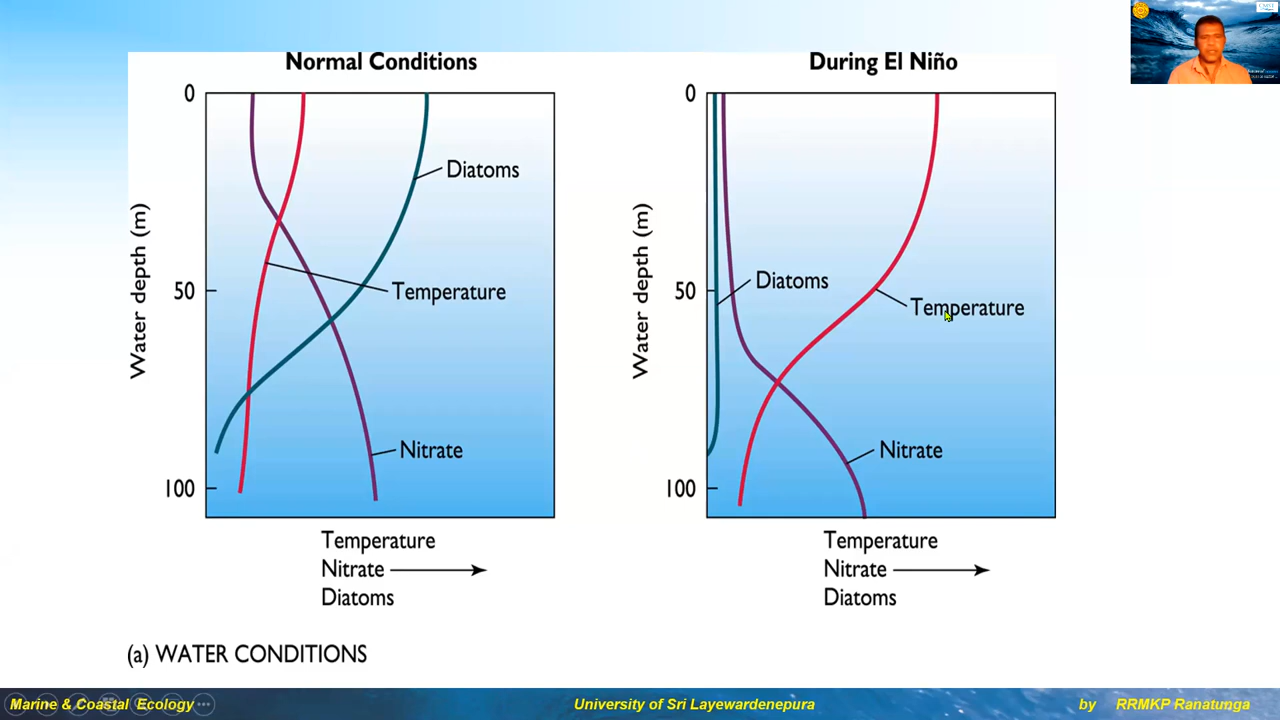 Normal Conditions
During El Niño
0
50
100
Water depth (m)
Diatoms
Temperature
Nitrate
Temperature
Nitrate
Diatoms
0
50
100
Water depth (m)
Diatoms
Temperature
Nitrate
Temperature
Nitrate
Diatoms
(a) WATER CONDITIONS
Marine & Coastal Ecology
University of Sri Layewardenepura
by RRMKP Ranatunga